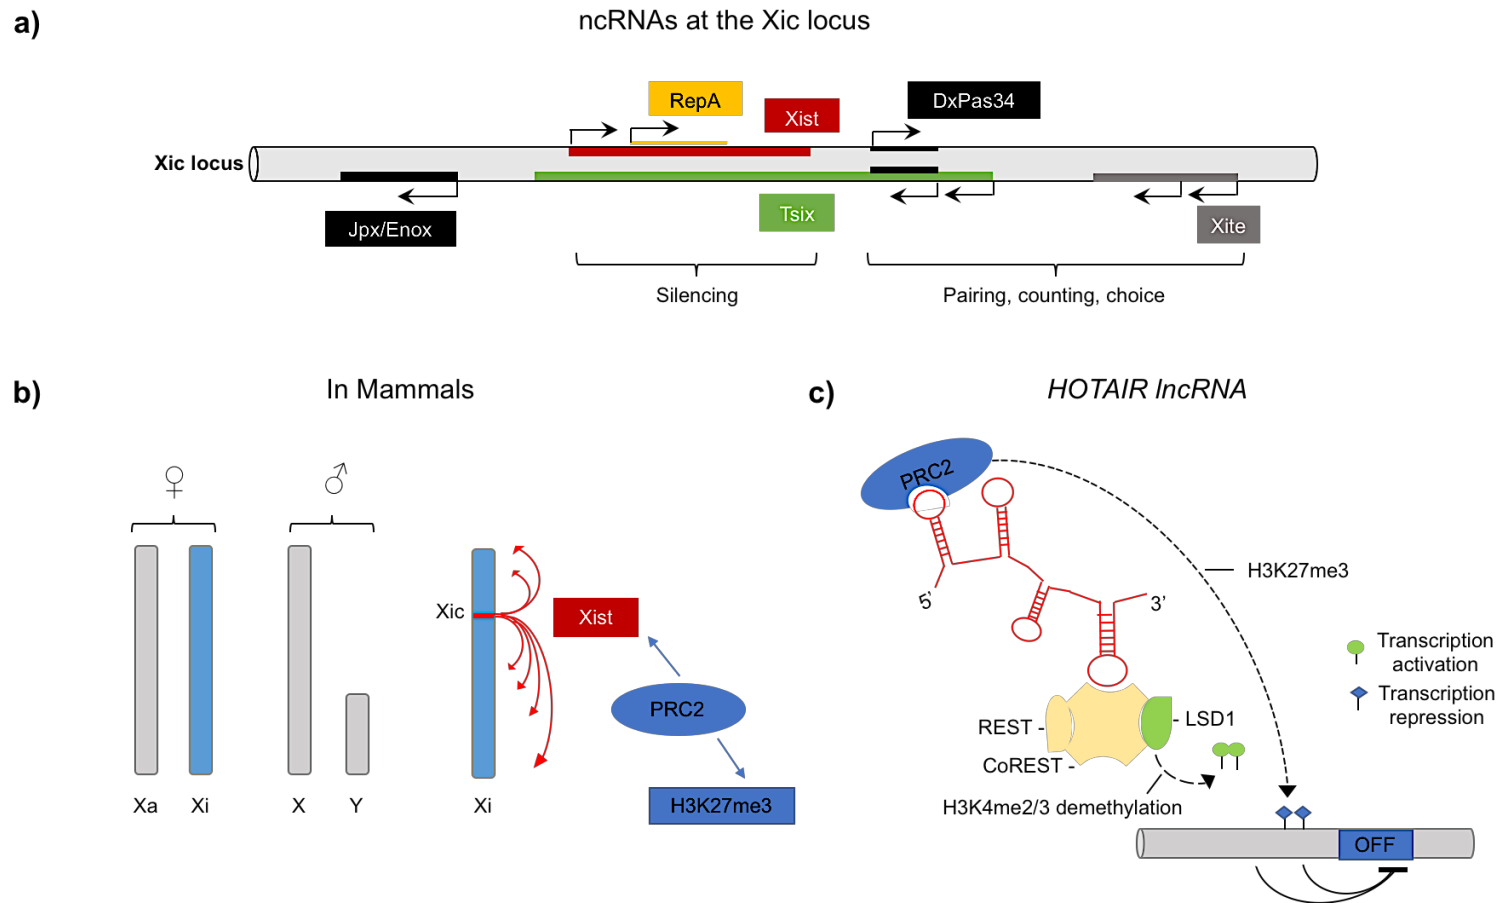 a)
ncRNAs at the Xic locus
RepA
Xist
DxPas34
Xic locus
Jpx/Enox
Tsix
Xite
Silencing
Pairing, counting, choice
b)
In Mammals
♀
♂
Xic
Xist
PRC2
H3K27me3
Xa
Xi
X
Y
Xi
c)
HOTAIR lncRNA
PRC2
5’
3’
H3K27me3
Transcription
activation
Transcription
repression
REST -
- LSD1
CoREST -
H3K4me2/3 demethylation
OFF